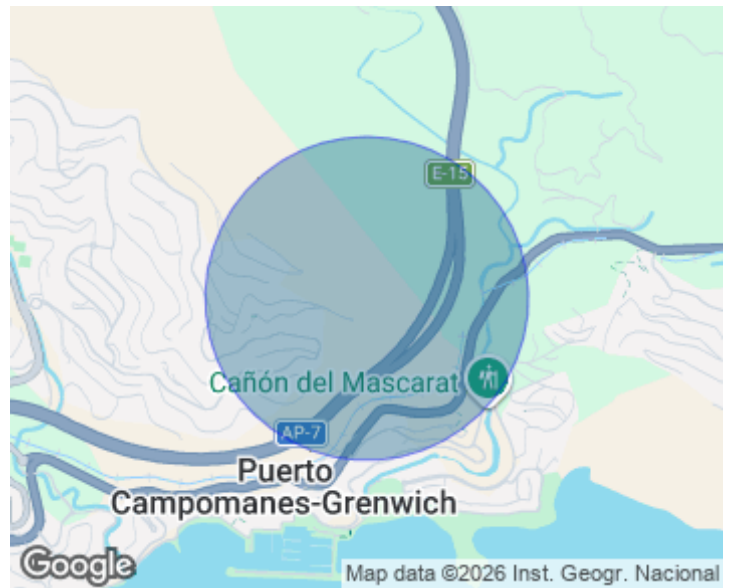 E-15
Cañón del Mascarat
AP-7
Puerto
Campomanes-Grenwich
Google
Map data ©2026 Inst. Geogr. Nacional